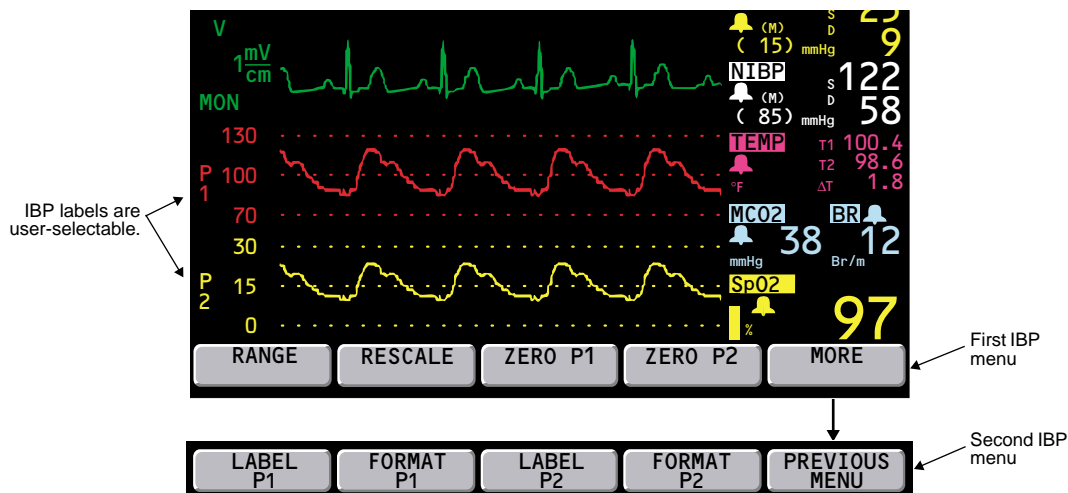 V
1 mV/cm
MON
130
P1 100
70
30
P2 15
0
S 25
(M) D
( 15) mmHg 9
NIBP
S 122
(M) D
( 85) mmHg 58
TEMP T1 100.4
T2 98.6
°F ΔT 1.8
MCO2 BR
38 12
mmHg Br/m
SpO2
% 97
IBP labels are
user-selectable.
RANGE RESCALE ZERO P1 ZERO P2 MORE
First IBP
menu
LABEL P1 FORMAT P1 LABEL P2 FORMAT P2 PREVIOUS MENU
Second IBP
menu